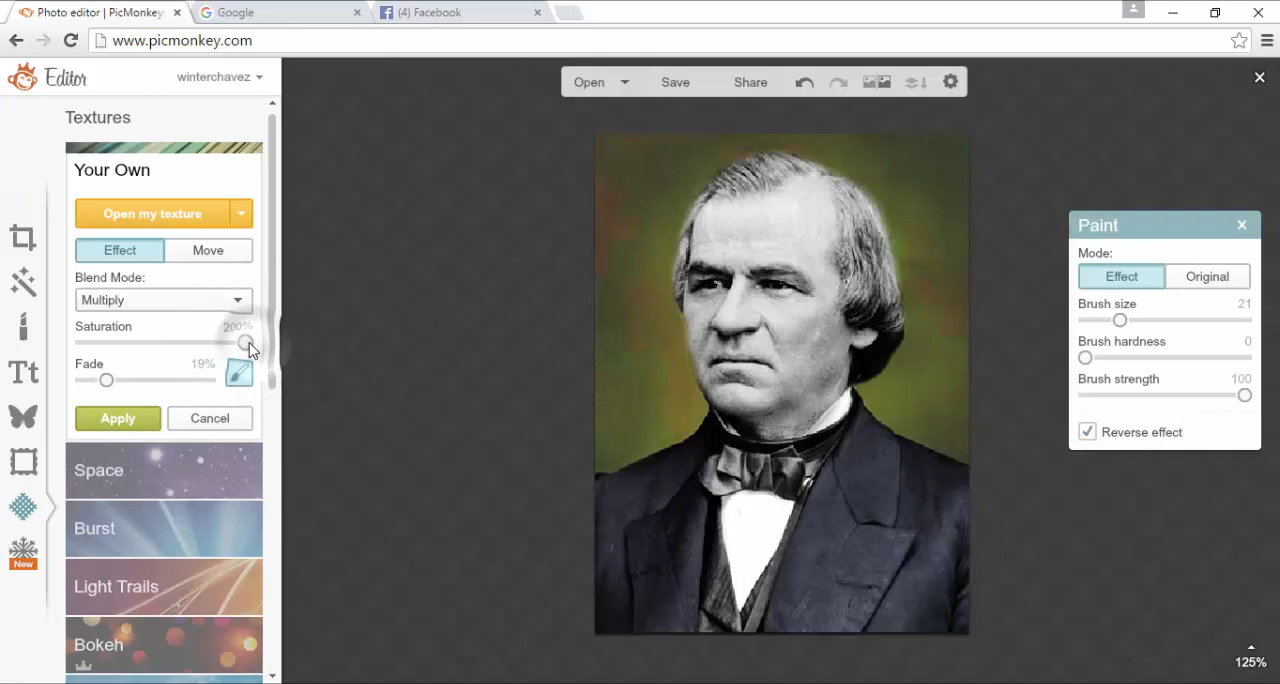 Photo editor | PicMonkey
Google
(4) Facebook
www.picmonkey.com
Editor
winterchavez
Open
Save
Share
Textures
Your Own
Open my texture
Effect
Move
Blend Mode:
Multiply
Saturation
200%
Fade
19%
Apply
Cancel
Space
Burst
Light Trails
Bokeh
Tt
New
Paint
Mode:
Effect
Original
Brush size
21
Brush hardness
0
Brush strength
100
Reverse effect
125%